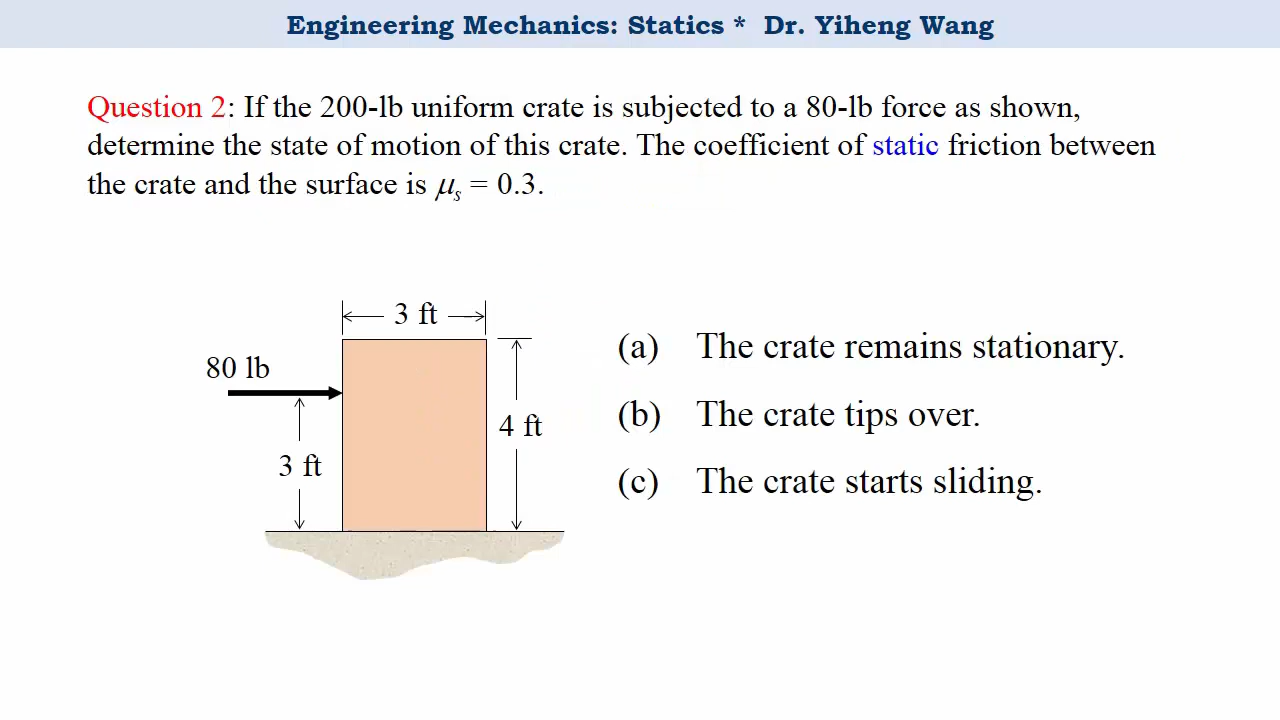 Engineering Mechanics: Statics * Dr. Yiheng Wang
Question 2: If the 200-lb uniform crate is subjected to a 80-lb force as shown,
determine the state of motion of this crate. The coefficient of static friction between
the crate and the surface is μs = 0.3.
3 ft
80 lb
4 ft
3 ft
(a) The crate remains stationary.
(b) The crate tips over.
(c) The crate starts sliding.